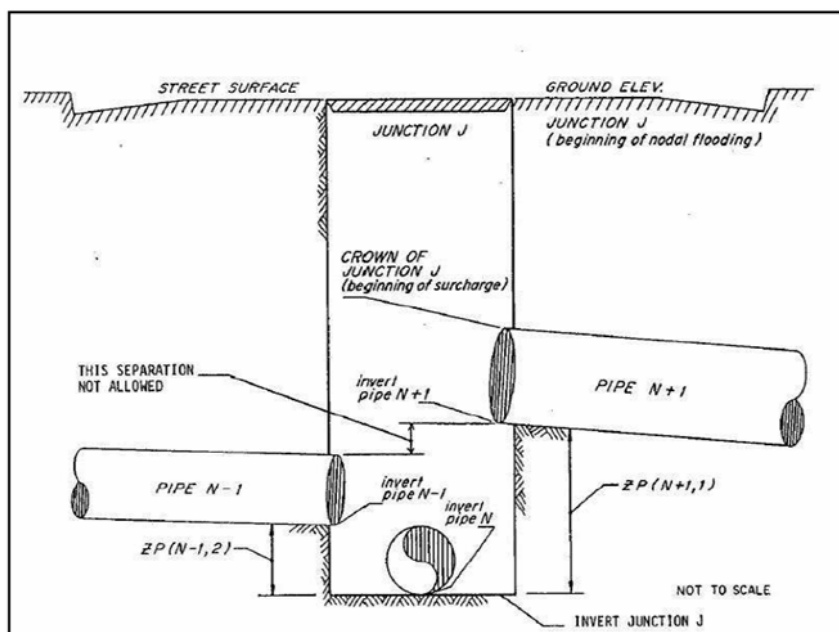 STREET SURFACE
GROUND ELEV.
JUNCTION J
JUNCTION J
(beginning of nodal flooding)
CROWN OF
JUNCTION J
(beginning of surcharge)
THIS SEPARATION
NOT ALLOWED
invert
pipe N+1
PIPE N+1
PIPE N-1
invert
pipe N-1
invert
pipe N
ZP(N+1,1)
ZP(N-1,2)
NOT TO SCALE
INVERT JUNCTION J